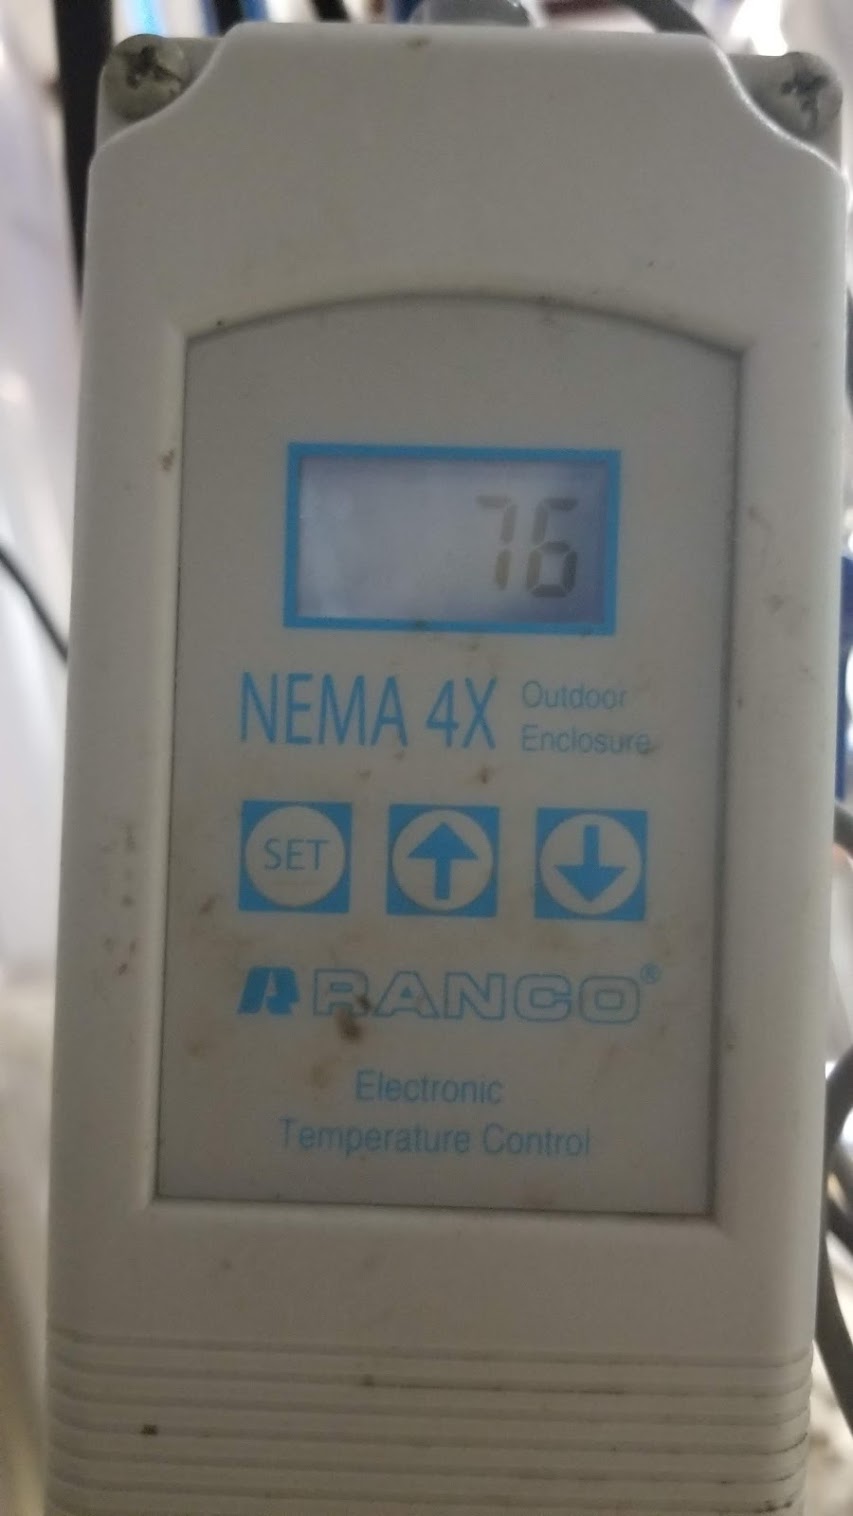 76
NEMA 4X Outdoor
Enclosure
SET
RANCO®
Electronic
Temperature Control